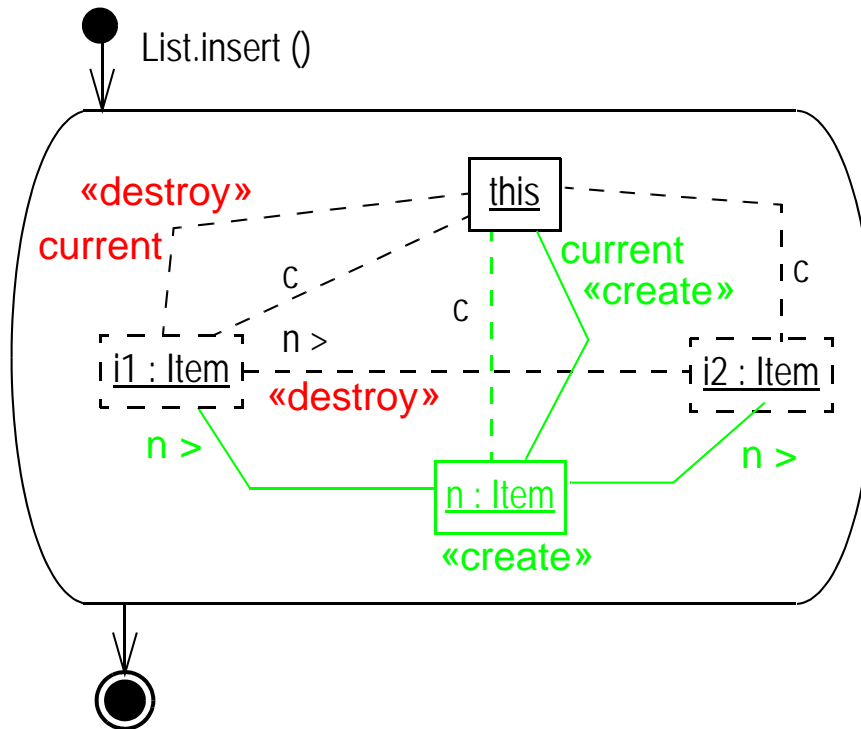 List.insert ()
«destroy»
current
this
current
«create»
c
c
c
n >
i1 : Item
i2 : Item
«destroy»
n >
n >
n : Item
«create»